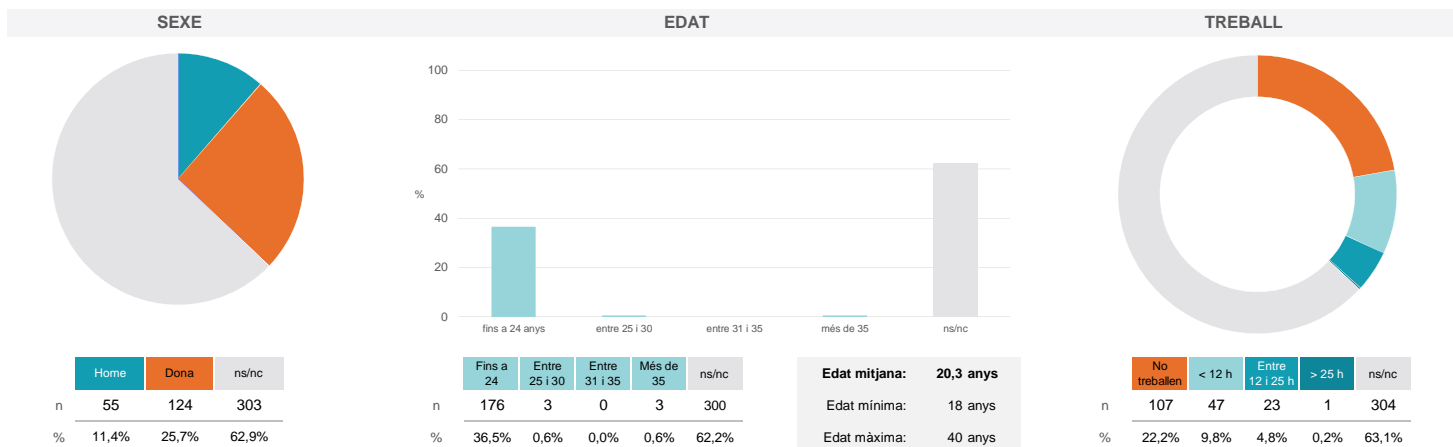 SEXE
EDAT
TREBALL
100
80
60
%
40
20
0
fins a 24 anys
entre 25 i 30
entre 31 i 35
més de 35
ns/nc
Home Dona ns/nc
n 55 124 303
% 11,4% 25,7% 62,9%
Fins a 24 Entre 25 i 30 Entre 31 i 35 Més de 35 ns/nc
n 176 3 0 3 300
% 36,5% 0,6% 0,0% 0,6% 62,2%
Edat mitjana: 20,3 anys
Edat mínima: 18 anys
Edat màxima: 40 anys
No treballen < 12 h Entre 12 i 25 h > 25 h ns/nc
n 107 47 23 1 304
% 22,2% 9,8% 4,8% 0,2% 63,1%